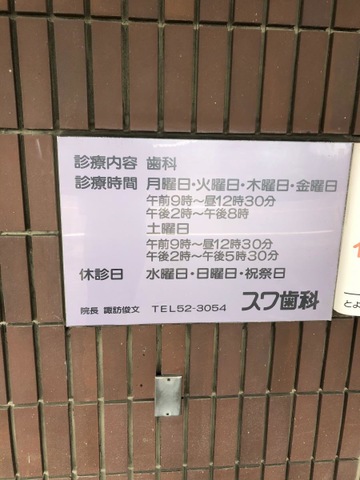 診療内容 歯科
診療時間 月曜日・火曜日・木曜日・金曜日
午前9時〜昼12時30分
午後2時〜午後8時
土曜日
午前9時〜昼12時30分
午後2時〜午後5時30分
休診日 水曜日・日曜日・祝祭日
院長 諏訪俊文 TEL52-3054 スワ歯科
とよ